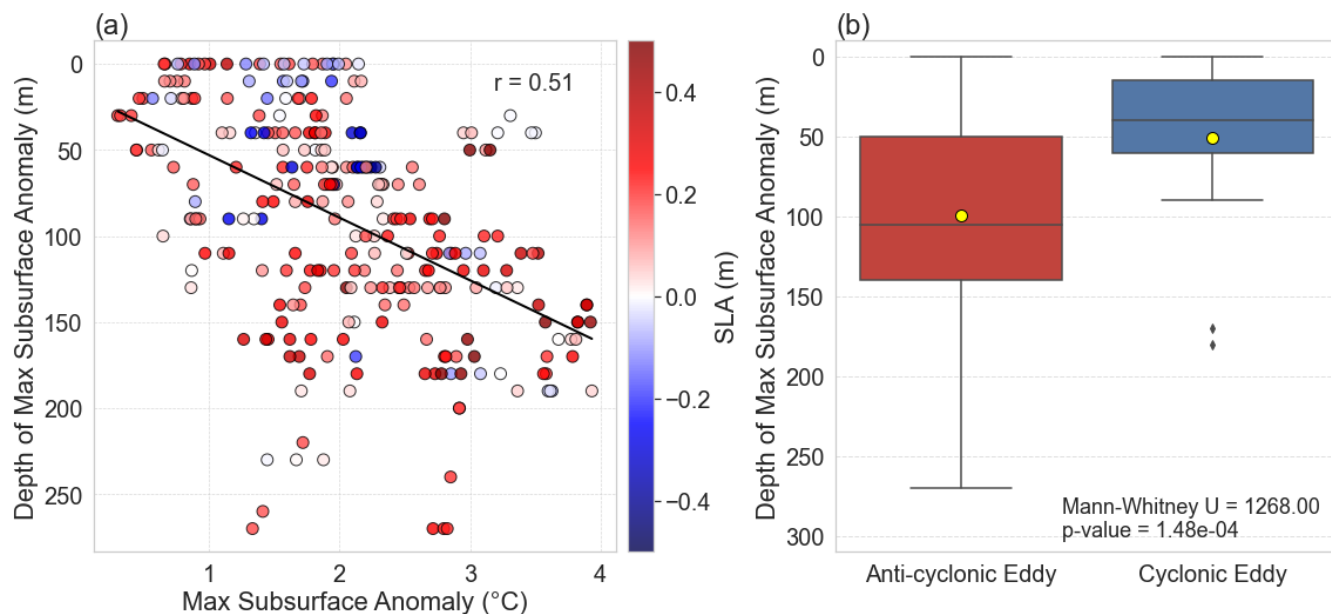 (a)
Depth of Max Subsurface Anomaly (m)
0
50
100
150
200
250
r = 0.51
1
2
3
4
Max Subsurface Anomaly (°C)
0.4
0.2
0.0
−0.2
−0.4
SLA (m)
(b)
Depth of Max Subsurface Anomaly (m)
0
50
100
150
200
250
300
Mann-Whitney U = 1268.00
p-value = 1.48e-04
Anti-cyclonic Eddy
Cyclonic Eddy